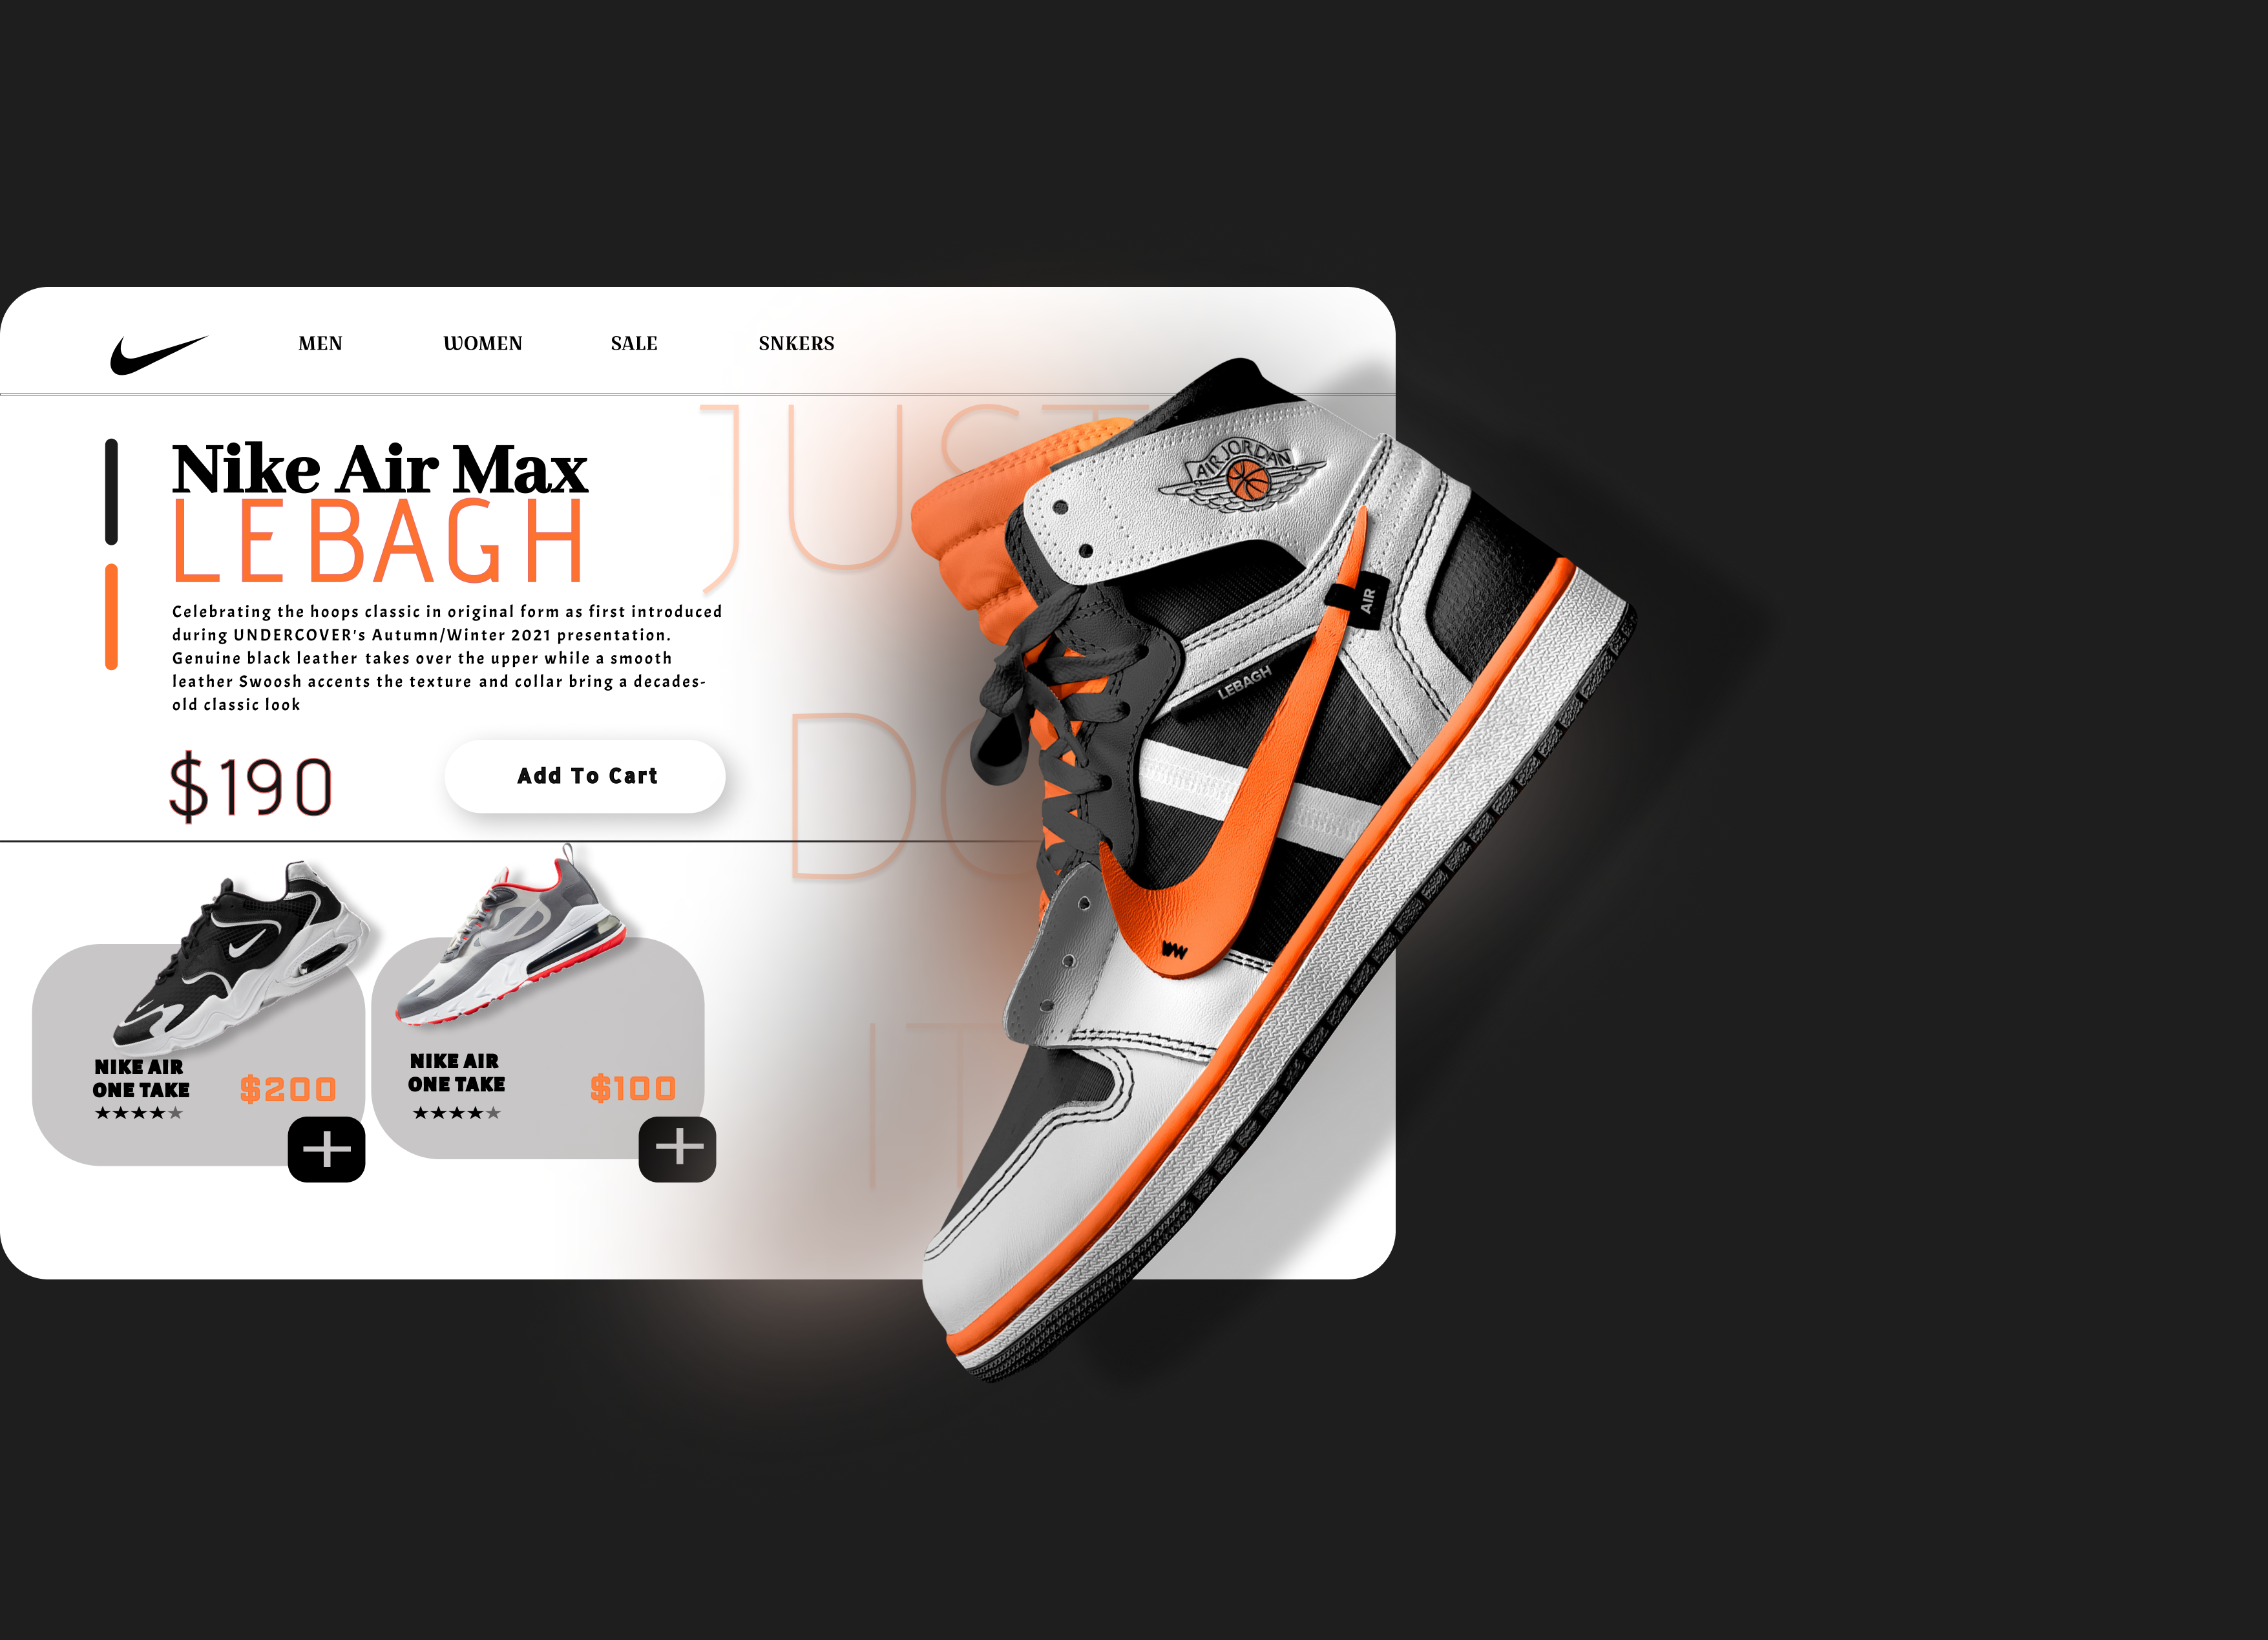 MEN WOMEN SALE SNKERS
JUST
Nike Air Max
LEBAGH
Celebrating the hoops classic in original form as first introduced
during UNDERCOVER's Autumn/Winter 2021 presentation.
Genuine black leather takes over the upper while a smooth
leather Swoosh accents the texture and collar bring a decades-
old classic look
$190
Add To Cart
DO
IT
AIR JORDAN
AIR
LEBAGH
NIKE AIR
ONE TAKE
$200
NIKE AIR
ONE TAKE
$100